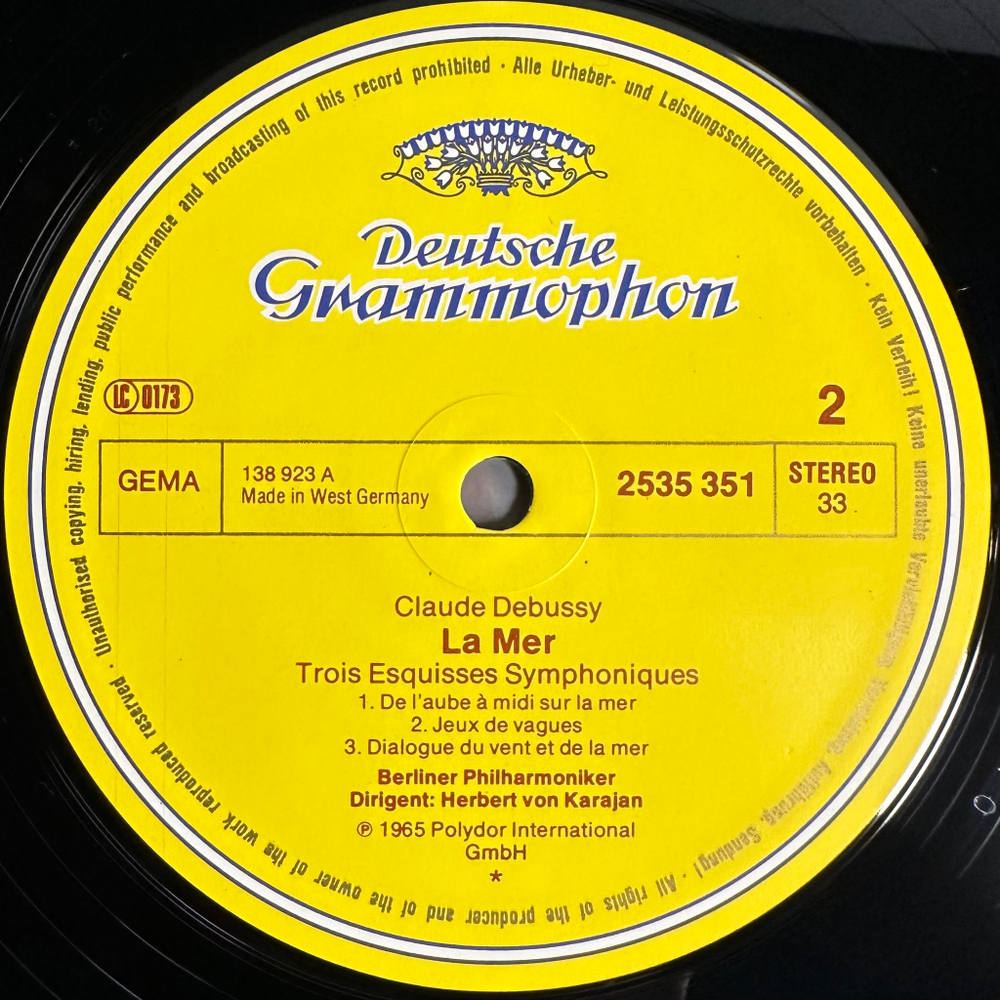 Unauthorised copying, hiring, lending, public performance and broadcasting of this record prohibited · Alle Urheber- und Leistungsschutzrechte vorbehalten · Kein Verleih! Keine unerlaubte Vervielfältigung, Vermietung, Aufführung, Sendung! · All rights of the producer and of the owner of the work reproduced reserved ·
Deutsche
Grammophon
LC 0173
2
GEMA
138 923 A
Made in West Germany
2535 351
STEREO
33
Claude Debussy
La Mer
Trois Esquisses Symphoniques
1. De l'aube à midi sur la mer
2. Jeux de vagues
3. Dialogue du vent et de la mer
Berliner Philharmoniker
Dirigent: Herbert von Karajan
℗ 1965 Polydor International
GmbH
*